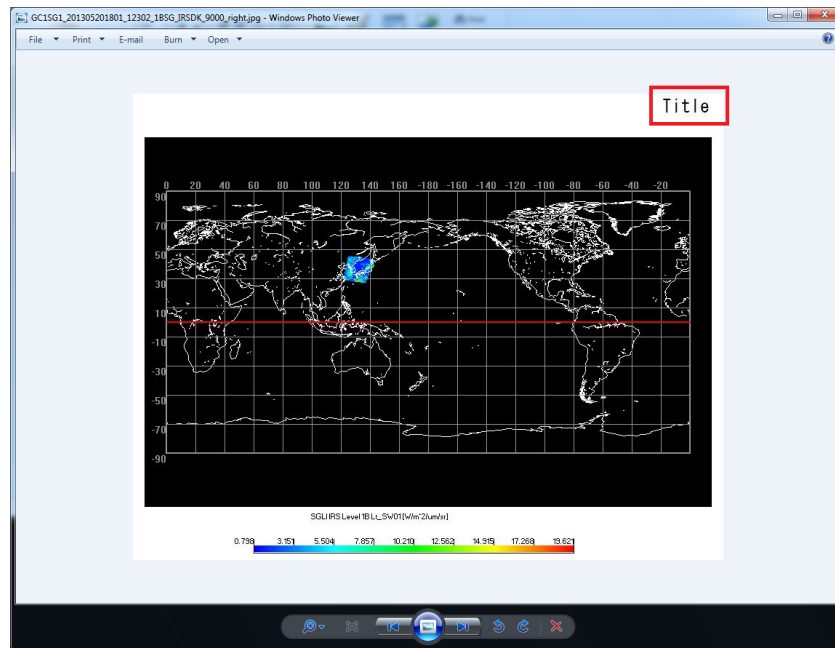 GC1SG1_201305201801_12302_1BSG_IRSDK_9000_right.jpg - Windows Photo Viewer
File Print E-mail Burn Open
Title
0 20 40 60 80 100 120 140 160 -180 -160 -140 -120 -100 -80 -60 -40 -20
90
70
50
30
10
-10
-30
-50
-70
-90
SGLI IRS Level 1B Lt_SW01[W/m^2/um/sr]
0.798 3.151 5.504 7.857 10.210 12.562 14.915 17.268 19.621